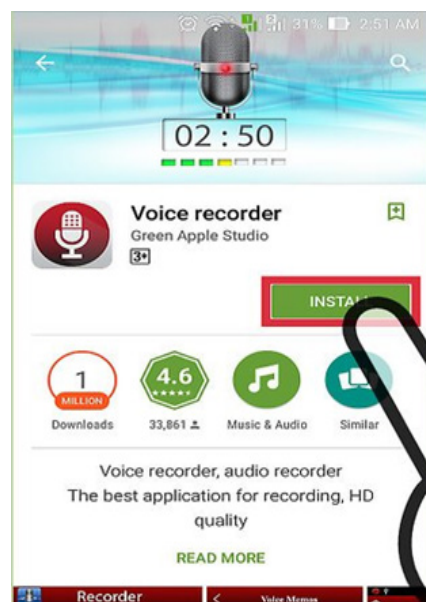 31% 2:51 AM
02 : 50
Voice recorder
Green Apple Studio
3+
INSTALL
1
MILLION
4.6
Downloads
33,861
Music & Audio
Similar
Voice recorder, audio recorder
The best application for recording, HD
quality
READ MORE
Recorder
Voice Memos